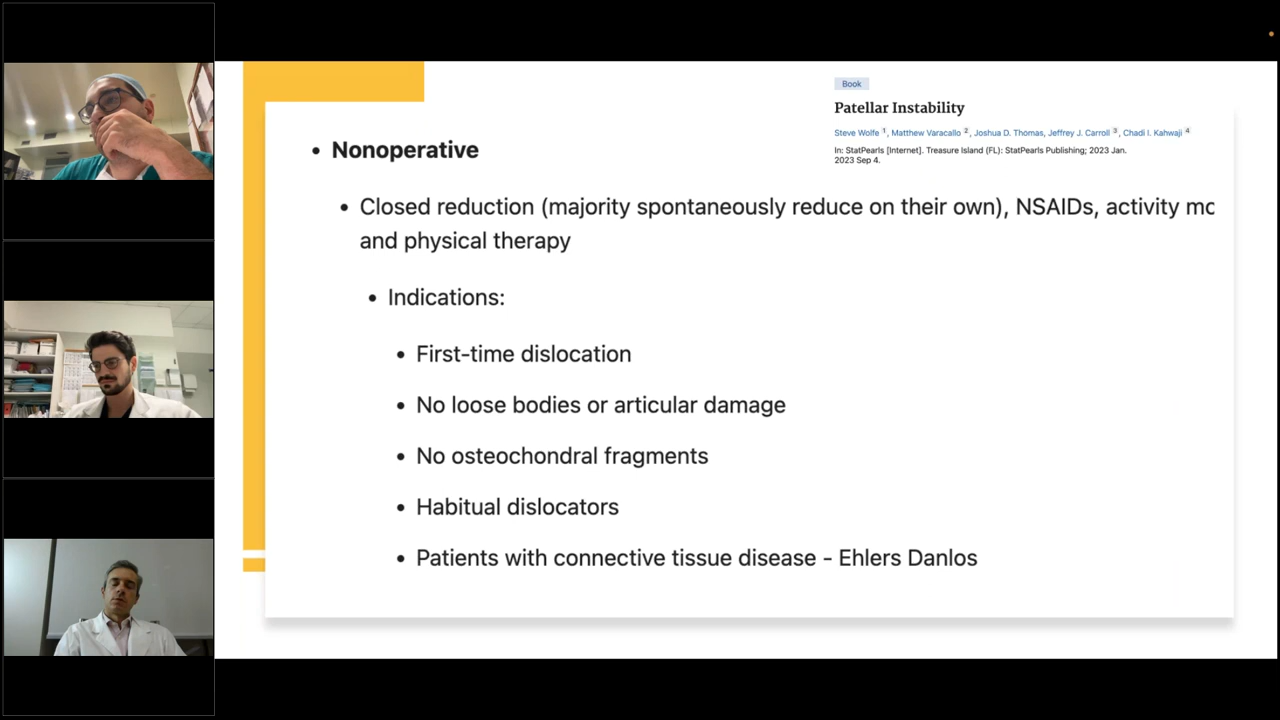 Book
Patellar Instability
Steve Wolfe 1, Matthew Varacallo 2, Joshua D. Thomas, Jeffrey J. Carroll 3, Chadi I. Kahwaji 4
In: StatPearls [Internet]. Treasure Island (FL): StatPearls Publishing; 2023 Jan.
2023 Sep 4.
• Nonoperative
• Closed reduction (majority spontaneously reduce on their own), NSAIDs, activity
and physical therapy
• Indications:
• First-time dislocation
• No loose bodies or articular damage
• No osteochondral fragments
• Habitual dislocators
• Patients with connective tissue disease - Ehlers Danlos